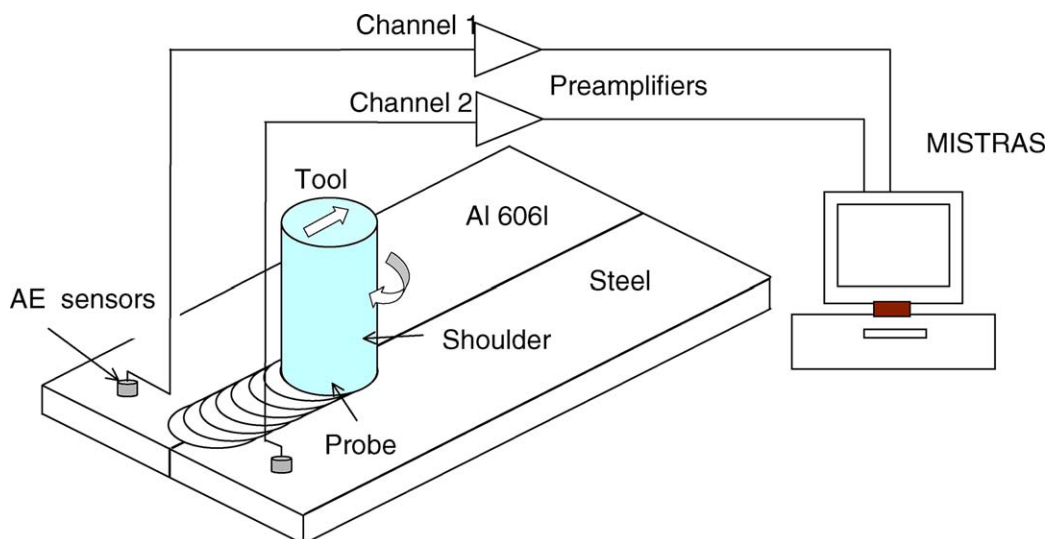 Channel 1
Channel 2
Preamplifiers
MISTRAS
Tool
Al 606l
Steel
AE sensors
Shoulder
Probe